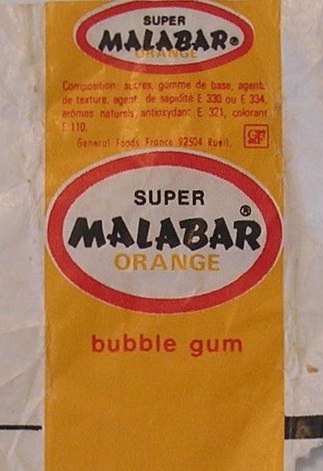 SUPER
MALABAR®
ORANGE
Composition: sucres, gomme de base, agents
de texture, agent de sapidité E 330 ou E 334,
arômes naturels, antioxydant E 321, colorant
E 110.
General Foods France 92504 Rueil.
SUPER
MALABAR®
ORANGE
bubble gum